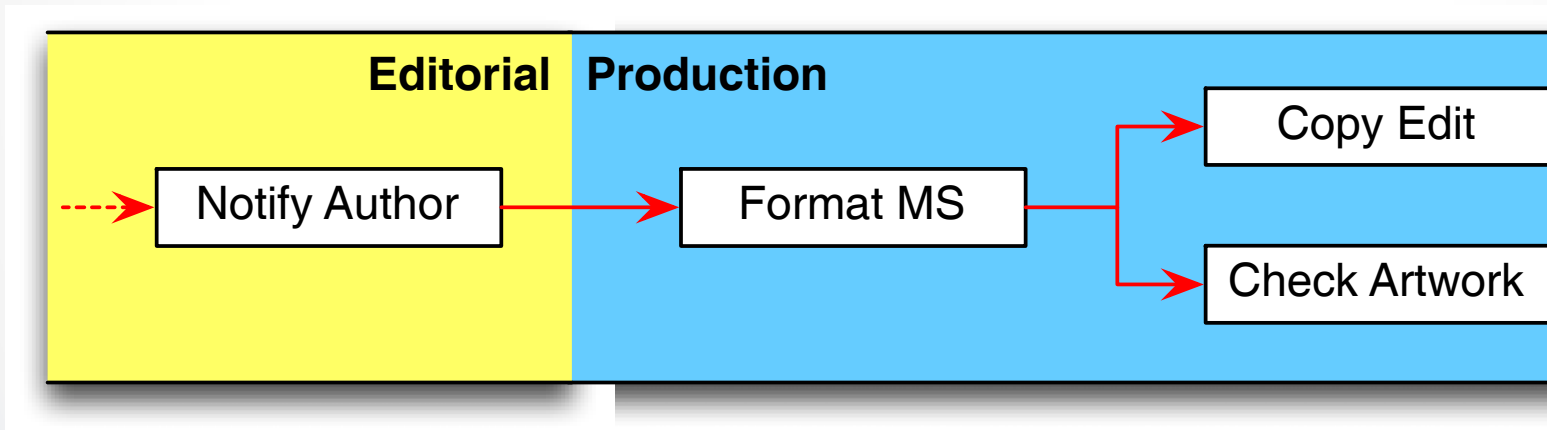 Editorial
Production
Notify Author
Format MS
Copy Edit
Check Artwork